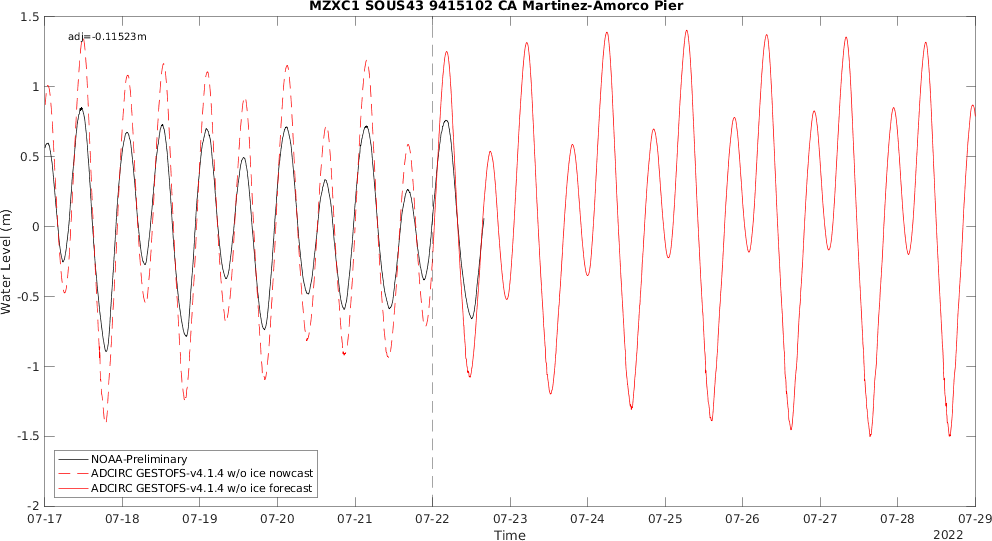 MZXC1 SOUS43 9415102 CA Martinez-Amorco Pier
adj=-0.11523m
Water Level (m)
1.5
1
0.5
0
-0.5
-1
-1.5
-2
NOAA-Preliminary
ADCIRC GESTOFS-v4.1.4 w/o ice nowcast
ADCIRC GESTOFS-v4.1.4 w/o ice forecast
07-17 07-18 07-19 07-20 07-21 07-22 07-23 07-24 07-25 07-26 07-27 07-28 07-29
Time
2022